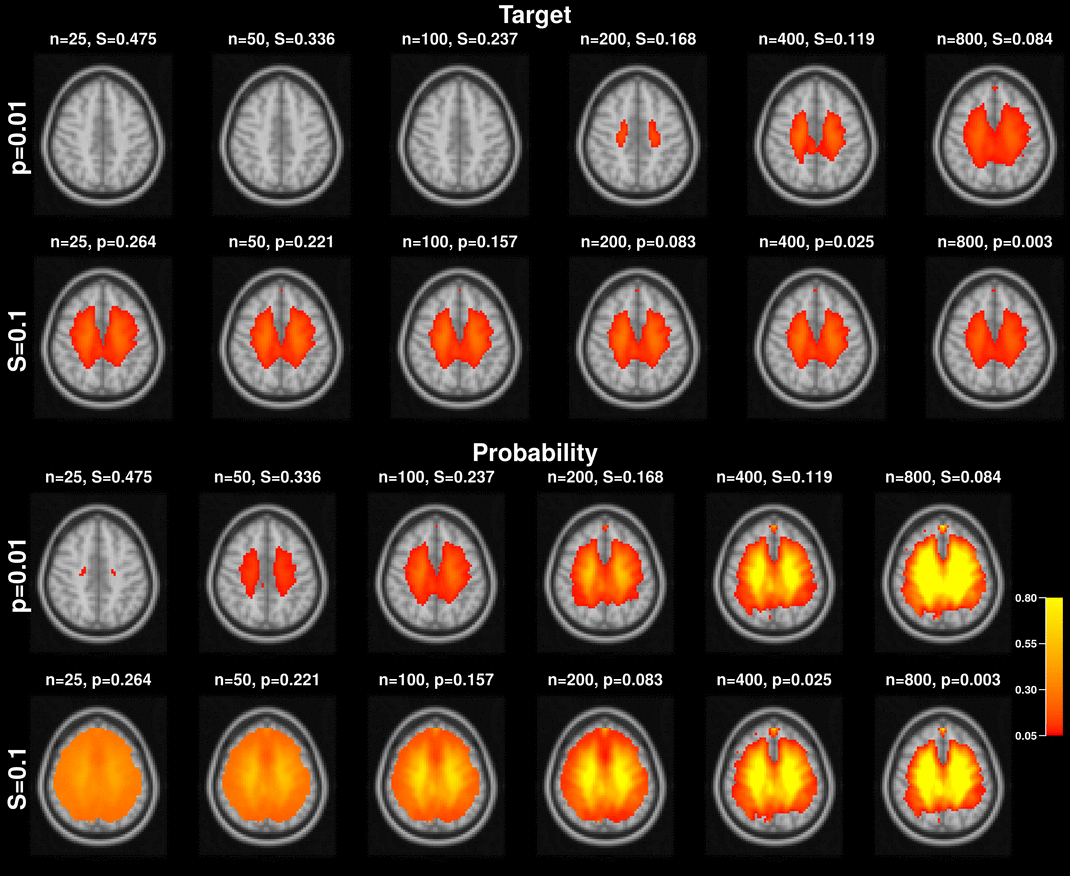 Target
n=25, S=0.475 n=50, S=0.336 n=100, S=0.237 n=200, S=0.168 n=400, S=0.119 n=800, S=0.084
p=0.01
n=25, p=0.264 n=50, p=0.221 n=100, p=0.157 n=200, p=0.083 n=400, p=0.025 n=800, p=0.003
S=0.1
Probability
n=25, S=0.475 n=50, S=0.336 n=100, S=0.237 n=200, S=0.168 n=400, S=0.119 n=800, S=0.084
p=0.01
0.80
0.55
0.30
0.05
n=25, p=0.264 n=50, p=0.221 n=100, p=0.157 n=200, p=0.083 n=400, p=0.025 n=800, p=0.003
S=0.1